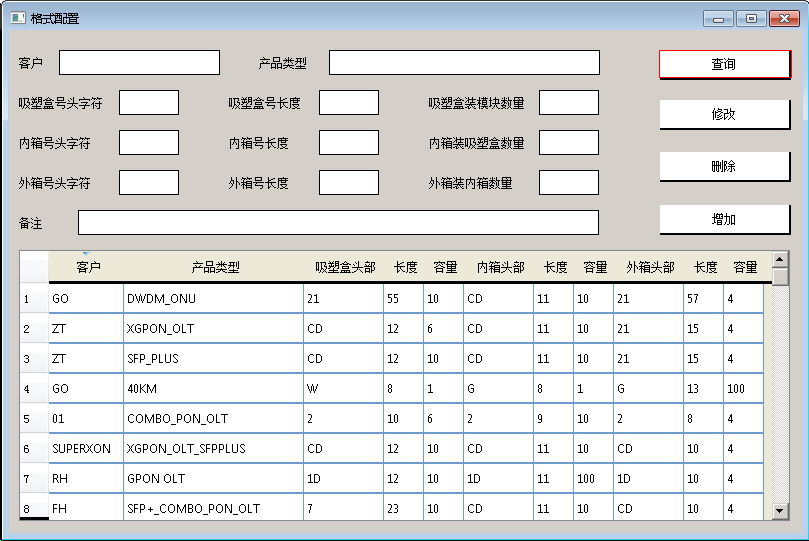 格式配置
客户 产品类型 查询
吸塑盒号头字符 吸塑盒号长度 吸塑盒装模块数量 修改
内箱号头字符 内箱号长度 内箱装吸塑盒数量 删除
外箱号头字符 外箱号长度 外箱装内箱数量
备注 增加
客户 产品类型 吸塑盒头部 长度 容量 内箱头部 长度 容量 外箱头部 长度 容量
1 GO DWDM_ONU 21 55 10 CD 11 10 21 57 4
2 ZT XGPON_OLT CD 12 6 CD 11 10 21 15 4
3 ZT SFP_PLUS CD 12 10 CD 11 10 21 15 4
4 GO 40KM W 8 1 G 8 1 G 13 100
5 01 COMBO_PON_OLT 2 10 6 2 9 10 2 8 4
6 SUPERXON XGPON_OLT_SFPPLUS CD 12 10 CD 11 10 CD 10 4
7 RH GPON OLT 1D 12 10 1D 11 100 1D 10 4
8 FH SFP+_COMBO_PON_OLT 7 23 10 CD 11 10 CD 10 4